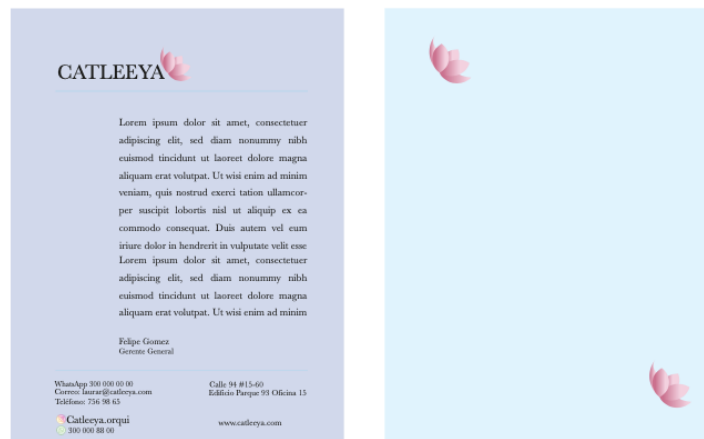 CATLEEYA
Lorem ipsum dolor sit amet, consectetuer
adipiscing elit, sed diam nonummy nibh
euismod tincidunt ut laoreet dolore magna
aliquam erat volutpat. Ut wisi enim ad minim
veniam, quis nostrud exerci tation ullamcor-
per suscipit lobortis nisl ut aliquip ex ea
commodo consequat. Duis autem vel eum
iriure dolor in hendrerit in vulputate velit esse
Lorem ipsum dolor sit amet, consectetuer
adipiscing elit, sed diam nonummy nibh
euismod tincidunt ut laoreet dolore magna
aliquam erat volutpat. Ut wisi enim ad minim
Felipe Gomez
Gerente General
WhatsApp 300 000 00 00
Correo: laurar@catleeya.com
Teléfono: 756 98 65
Calle 94 #15-60
Edificio Parque 93 Oficina 15
Catleeya.orqui
300 000 88 00
www.catleeya.com